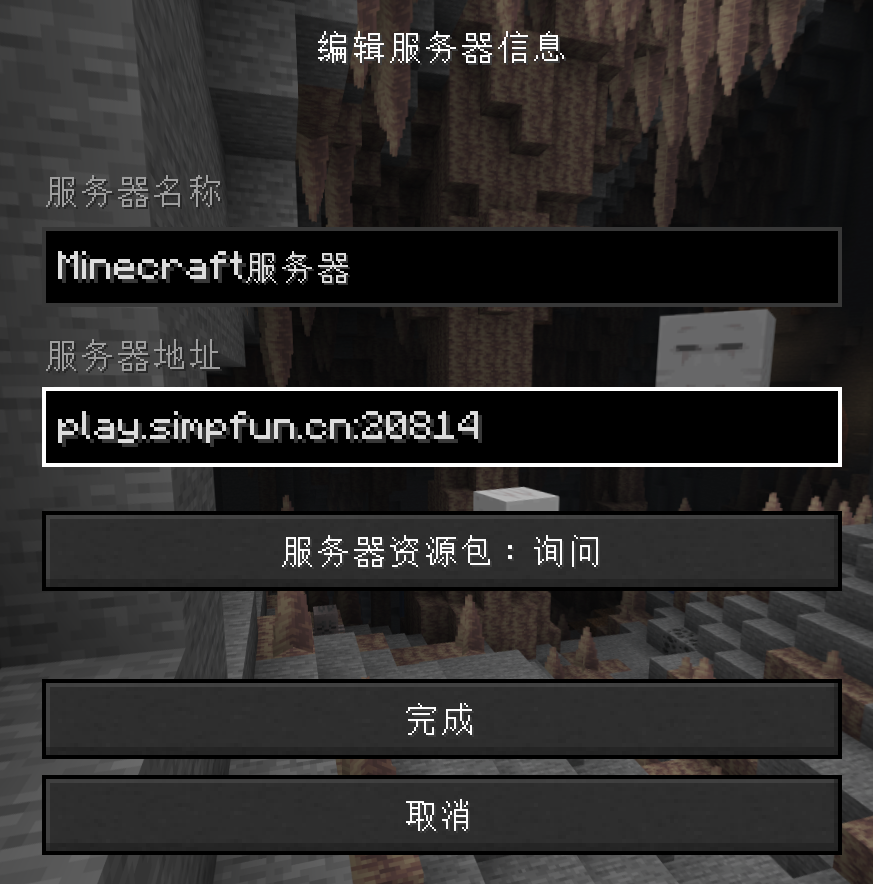 编辑服务器信息
服务器名称
Minecraft服务器
服务器地址
play.simpfun.cn:20814
服务器资源包：询问
完成
取消